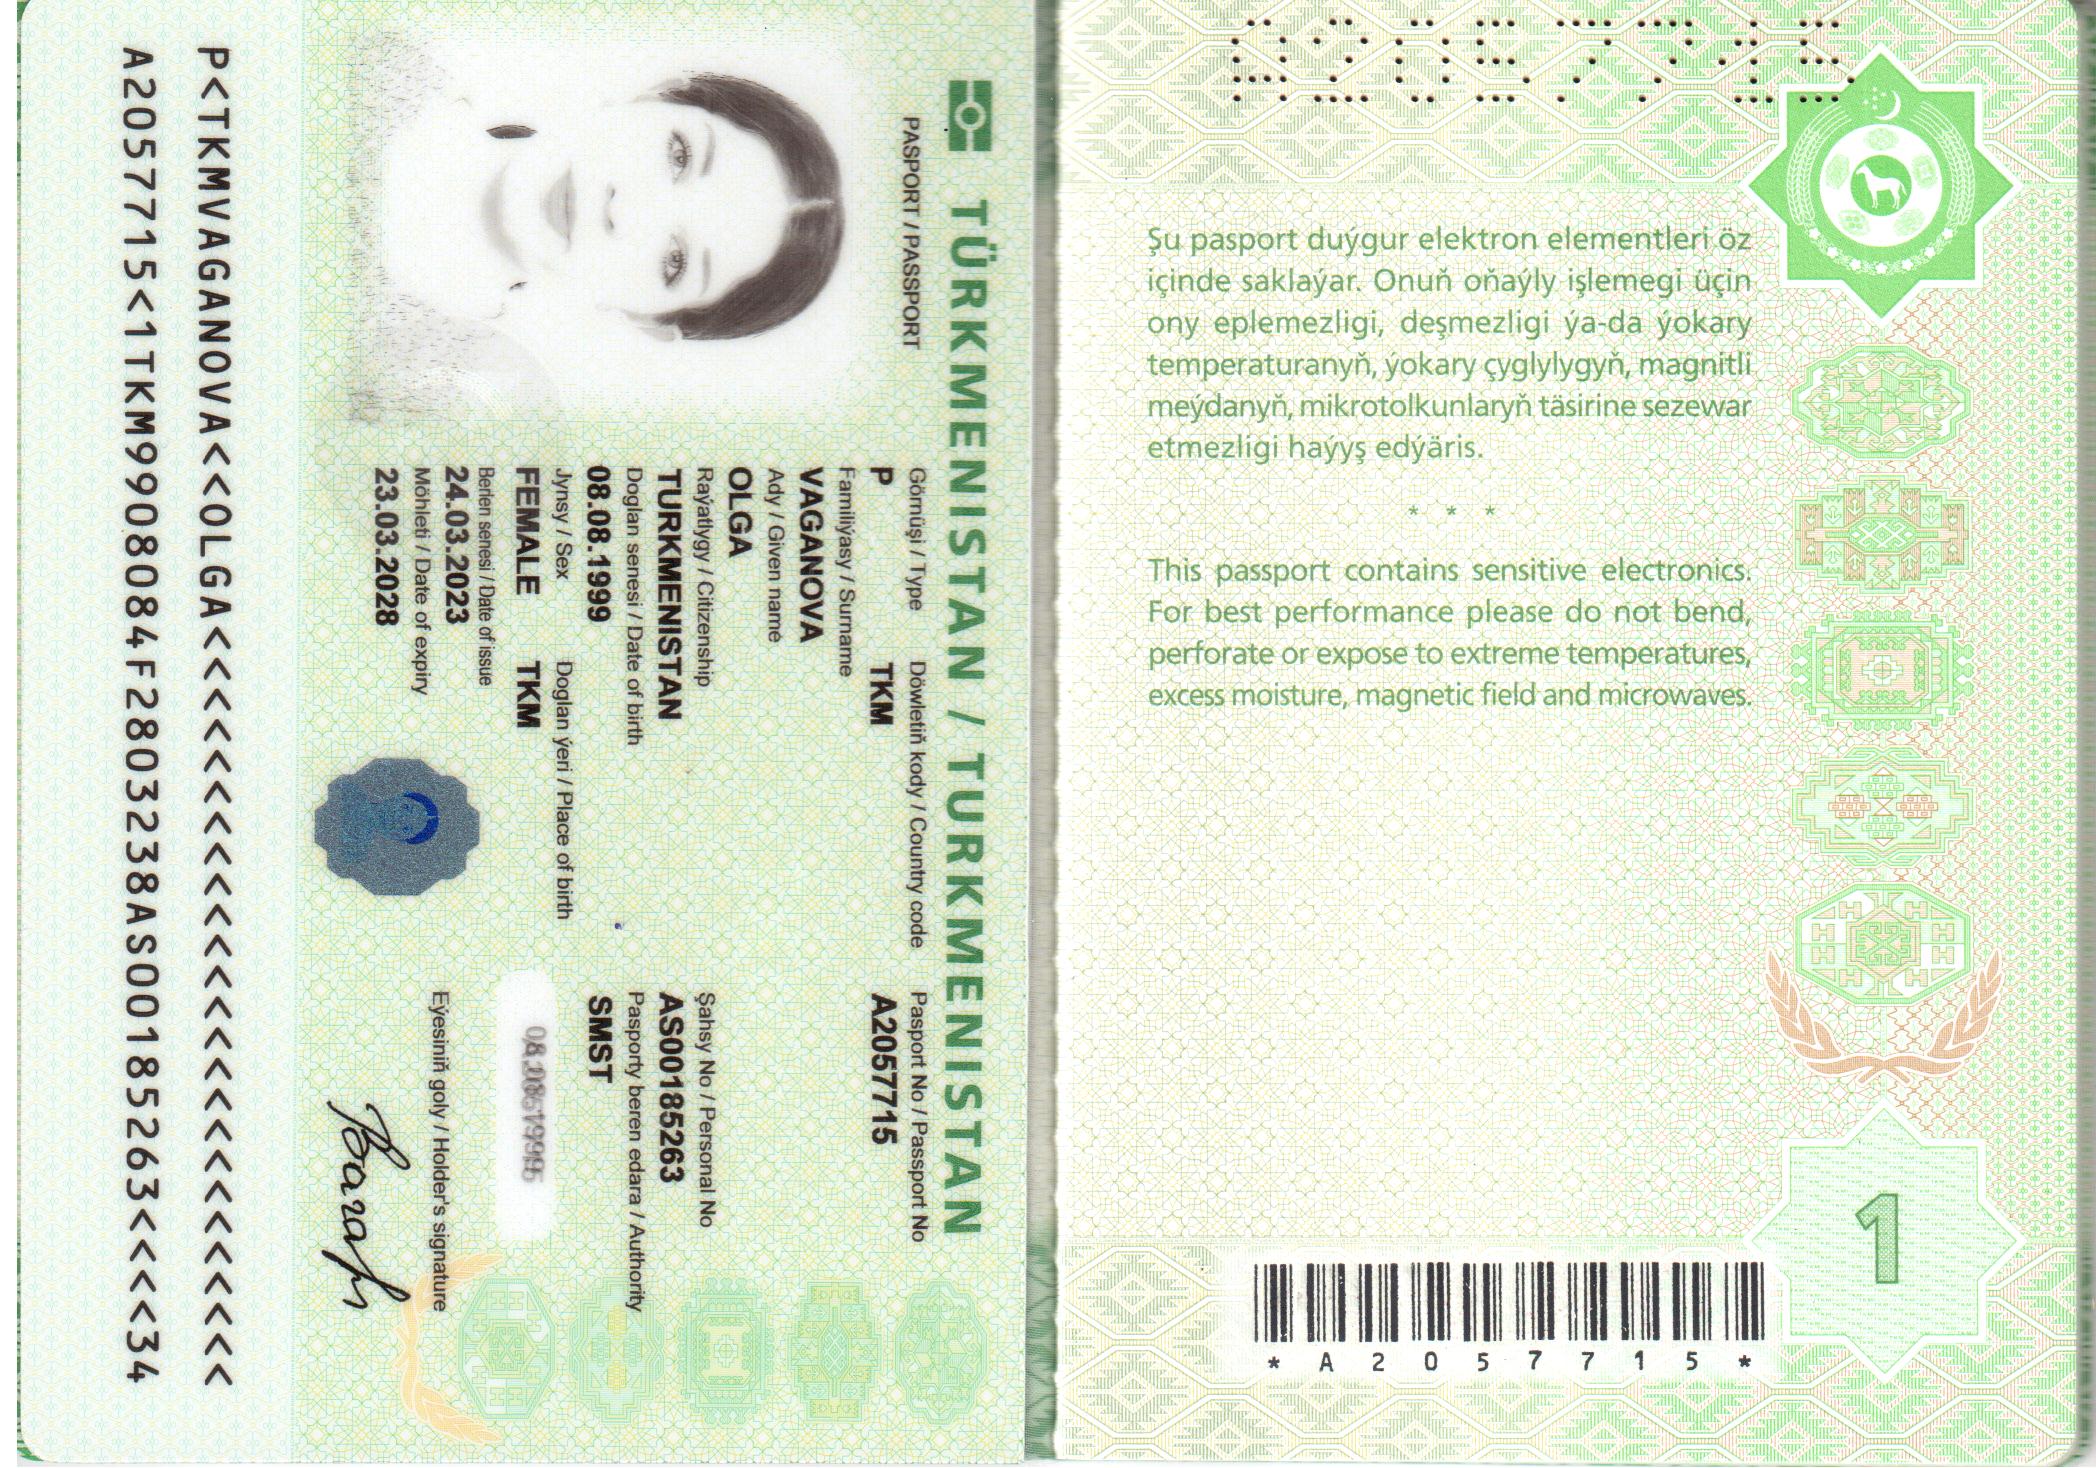 TÜRKMENISTAN / TURKMENISTAN
PASPORT / PASSPORT
Görnüşi / Type Döwletiň kody / Country code Pasport No / Passport No
P TKM A2057715
Familiýasy / Surname
VAGANOVA
Ady / Given name
OLGA
Raýatlygy / Citizenship Şahsy No / Personal No
TURKMENISTAN AS00185263
Doglan senesi / Date of birth Pasporty beren edara / Authority
08.08.1999 SMST
Jynsy / Sex Doglan ýeri / Place of birth
FEMALE TKM
Berlen senesi / Date of issue
24.03.2023
Möhleti / Date of expiry Eýesiniň goly / Holder's signature
23.03.2028
P<TKMVAGANOVA<<OLGA<<<<<<<<<<<<<<<<<<<<<<<<<
A2057715<1TKM9908084F2803238AS00185263<<<<34
A2057715
Şu pasport duýgur elektron elementleri öz
içinde saklaýar. Onuň oňaýly işlemegi üçin
ony eplemezligi, deşmezligi ýa-da ýokary
temperaturanyň, ýokary çyglylygyň, magnitli
meýdanyň, mikrotolkunlaryň täsirine sezewar
etmezligi haýyş edýäris.
* * *
This passport contains sensitive electronics.
For best performance please do not bend,
perforate or expose to extreme temperatures,
excess moisture, magnetic field and microwaves.
1
* A 2 0 5 7 7 1 5 *